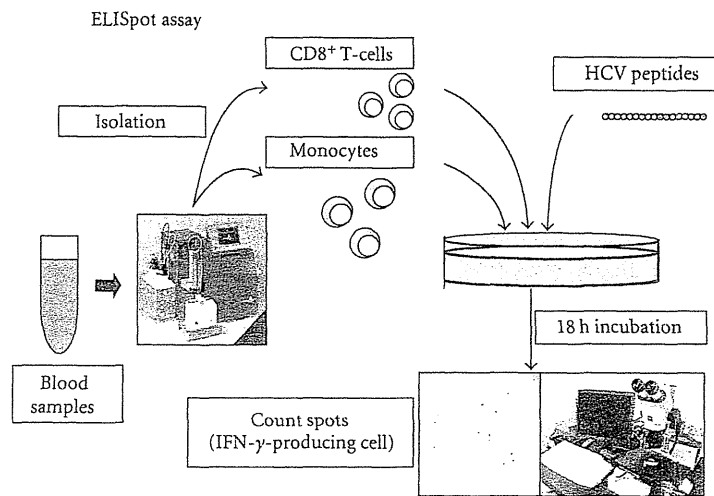 ELISpot assay
CD8+ T-cells
HCV peptides
Isolation
Monocytes
18 h incubation
Blood
samples
Count spots
(IFN-γ-producing cell)